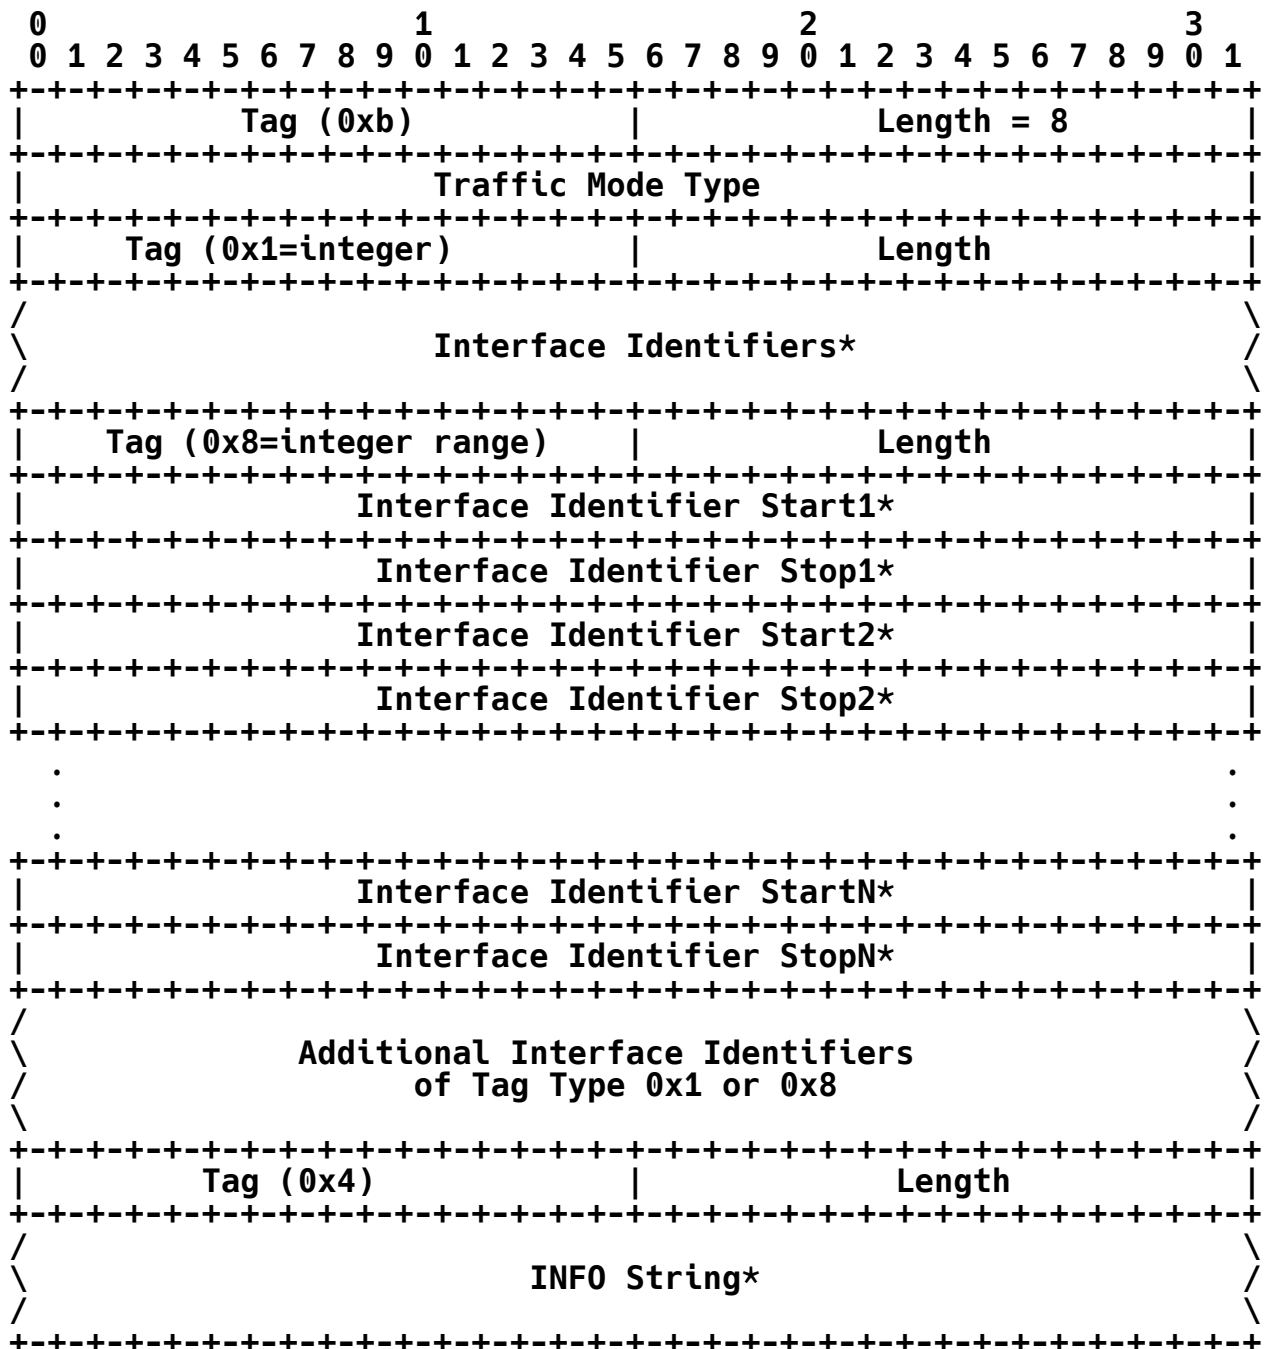 0                   1                   2                   3
 0 1 2 3 4 5 6 7 8 9 0 1 2 3 4 5 6 7 8 9 0 1 2 3 4 5 6 7 8 9 0 1
+-+-+-+-+-+-+-+-+-+-+-+-+-+-+-+-+-+-+-+-+-+-+-+-+-+-+-+-+-+-+-+-+
|           Tag (0xb)           |            Length = 8         |
+-+-+-+-+-+-+-+-+-+-+-+-+-+-+-+-+-+-+-+-+-+-+-+-+-+-+-+-+-+-+-+-+
|                     Traffic Mode Type                         |
+-+-+-+-+-+-+-+-+-+-+-+-+-+-+-+-+-+-+-+-+-+-+-+-+-+-+-+-+-+-+-+-+
|     Tag (0x1=integer)         |            Length             |
+-+-+-+-+-+-+-+-+-+-+-+-+-+-+-+-+-+-+-+-+-+-+-+-+-+-+-+-+-+-+-+-+
/                                                               \
\                     Interface Identifiers*                    /
/                                                               \
+-+-+-+-+-+-+-+-+-+-+-+-+-+-+-+-+-+-+-+-+-+-+-+-+-+-+-+-+-+-+-+-+
|    Tag (0x8=integer range)    |            Length             |
+-+-+-+-+-+-+-+-+-+-+-+-+-+-+-+-+-+-+-+-+-+-+-+-+-+-+-+-+-+-+-+-+
|                 Interface Identifier Start1*                  |
+-+-+-+-+-+-+-+-+-+-+-+-+-+-+-+-+-+-+-+-+-+-+-+-+-+-+-+-+-+-+-+-+
|                  Interface Identifier Stop1*                  |
+-+-+-+-+-+-+-+-+-+-+-+-+-+-+-+-+-+-+-+-+-+-+-+-+-+-+-+-+-+-+-+-+
|                 Interface Identifier Start2*                  |
+-+-+-+-+-+-+-+-+-+-+-+-+-+-+-+-+-+-+-+-+-+-+-+-+-+-+-+-+-+-+-+-+
|                  Interface Identifier Stop2*                  |
+-+-+-+-+-+-+-+-+-+-+-+-+-+-+-+-+-+-+-+-+-+-+-+-+-+-+-+-+-+-+-+-+
  .                                                            .
  .                                                            .
  .                                                            .
+-+-+-+-+-+-+-+-+-+-+-+-+-+-+-+-+-+-+-+-+-+-+-+-+-+-+-+-+-+-+-+-+
|                 Interface Identifier StartN*                  |
+-+-+-+-+-+-+-+-+-+-+-+-+-+-+-+-+-+-+-+-+-+-+-+-+-+-+-+-+-+-+-+-+
|                  Interface Identifier StopN*                  |
+-+-+-+-+-+-+-+-+-+-+-+-+-+-+-+-+-+-+-+-+-+-+-+-+-+-+-+-+-+-+-+-+
/                                                               \
\              Additional Interface Identifiers                 /
/                    of Tag Type 0x1 or 0x8                     \
\                                                               /
+-+-+-+-+-+-+-+-+-+-+-+-+-+-+-+-+-+-+-+-+-+-+-+-+-+-+-+-+-+-+-+-+
|         Tag (0x4)             |             Length            |
+-+-+-+-+-+-+-+-+-+-+-+-+-+-+-+-+-+-+-+-+-+-+-+-+-+-+-+-+-+-+-+-+
/                                                               \
\                          INFO String*                         /
/                                                               \
+-+-+-+-+-+-+-+-+-+-+-+-+-+-+-+-+-+-+-+-+-+-+-+-+-+-+-+-+-+-+-+-+